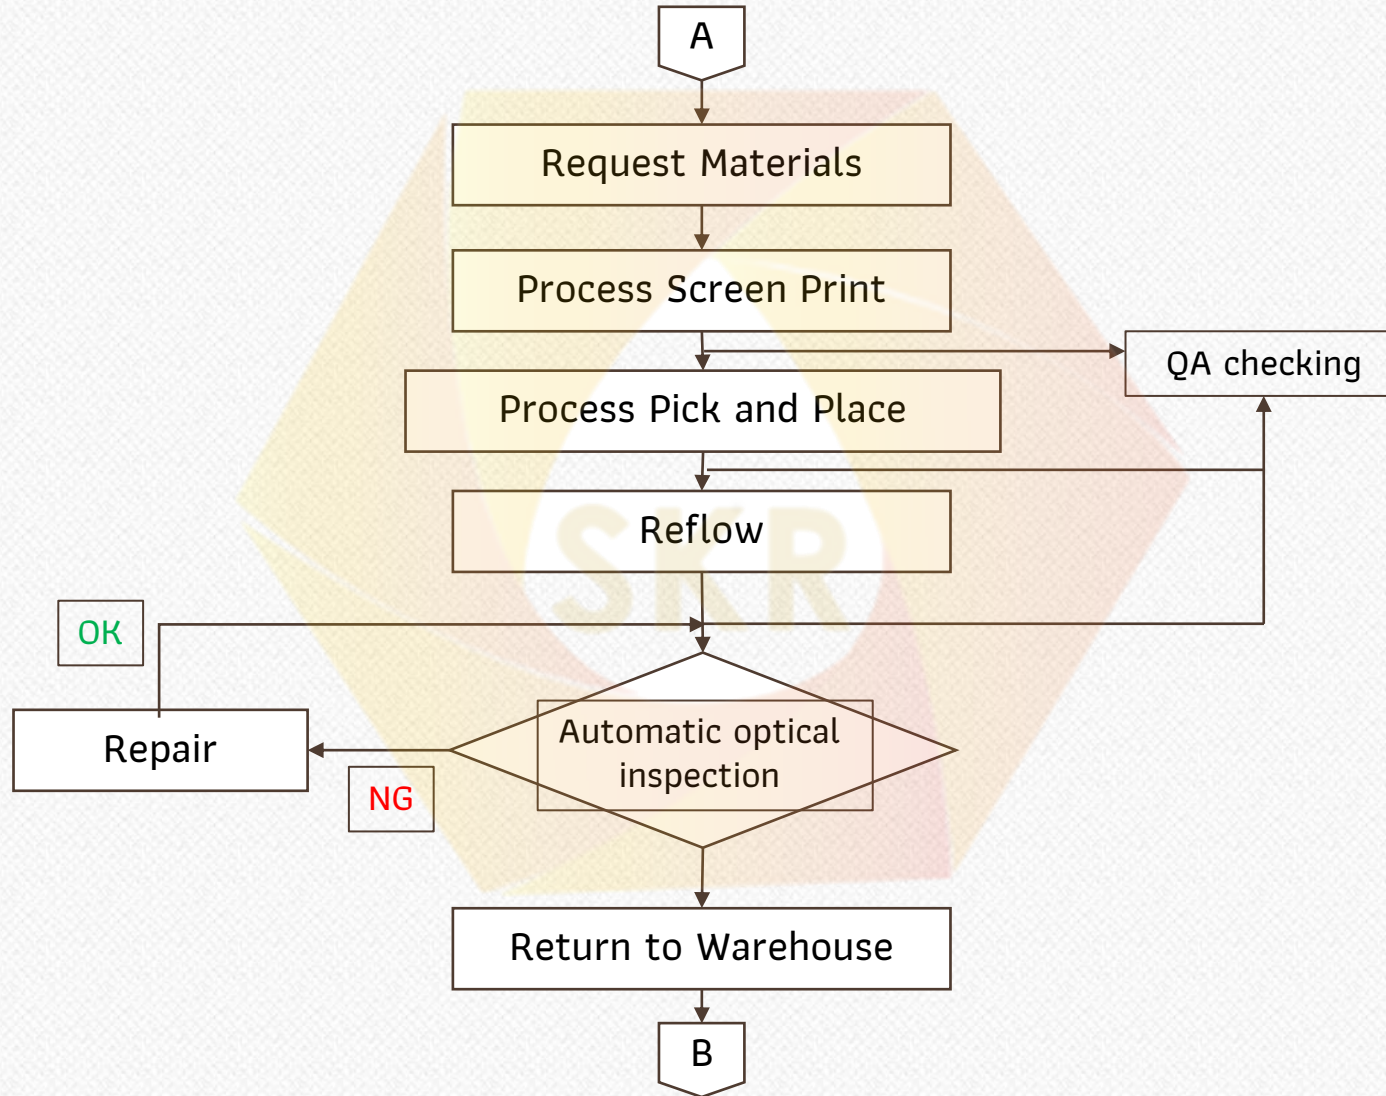 A
Request Materials
Process Screen Print
QA checking
Process Pick and Place
Reflow
SKR
OK
Automatic optical
inspection
Repair
NG
Return to Warehouse
B